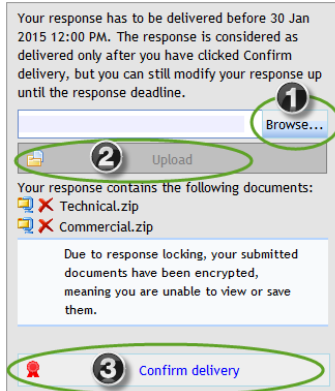 Your response has to be delivered before 30 Jan
2015 12:00 PM. The response is considered as
delivered only after you have clicked Confirm
delivery, but you can still modify your response up
until the response deadline.
1
Browse...
2 Upload
Your response contains the following documents:
Technical.zip
Commercial.zip
Due to response locking, your submitted
documents have been encrypted,
meaning you are unable to view or save
them.
3 Confirm delivery